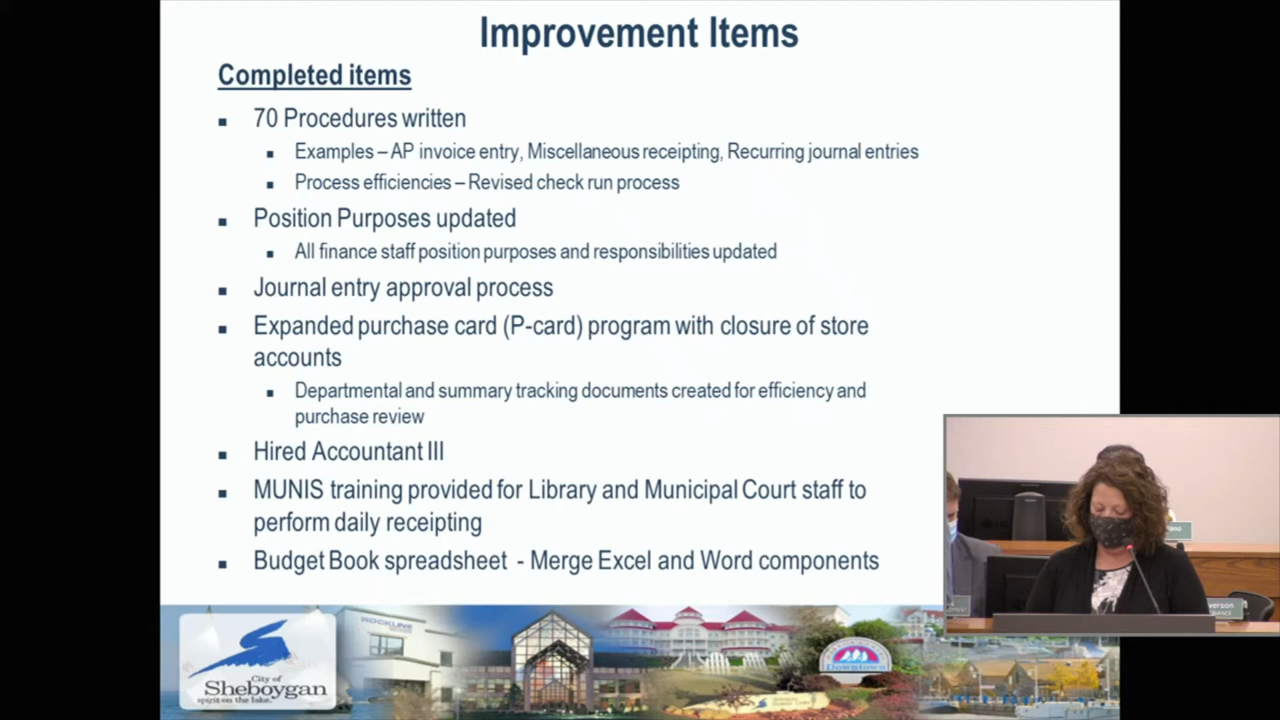 Improvement Items
Completed items
▪ 70 Procedures written
▪ Examples – AP invoice entry, Miscellaneous receipting, Recurring journal entries
▪ Process efficiencies – Revised check run process
▪ Position Purposes updated
▪ All finance staff position purposes and responsibilities updated
▪ Journal entry approval process
▪ Expanded purchase card (P-card) program with closure of store
accounts
▪ Departmental and summary tracking documents created for efficiency and
purchase review
▪ Hired Accountant III
▪ MUNIS training provided for Library and Municipal Court staff to
perform daily receipting
▪ Budget Book spreadsheet - Merge Excel and Word components
City of
Sheboygan
spirit on the lake.
ROCKLINE
Downtown